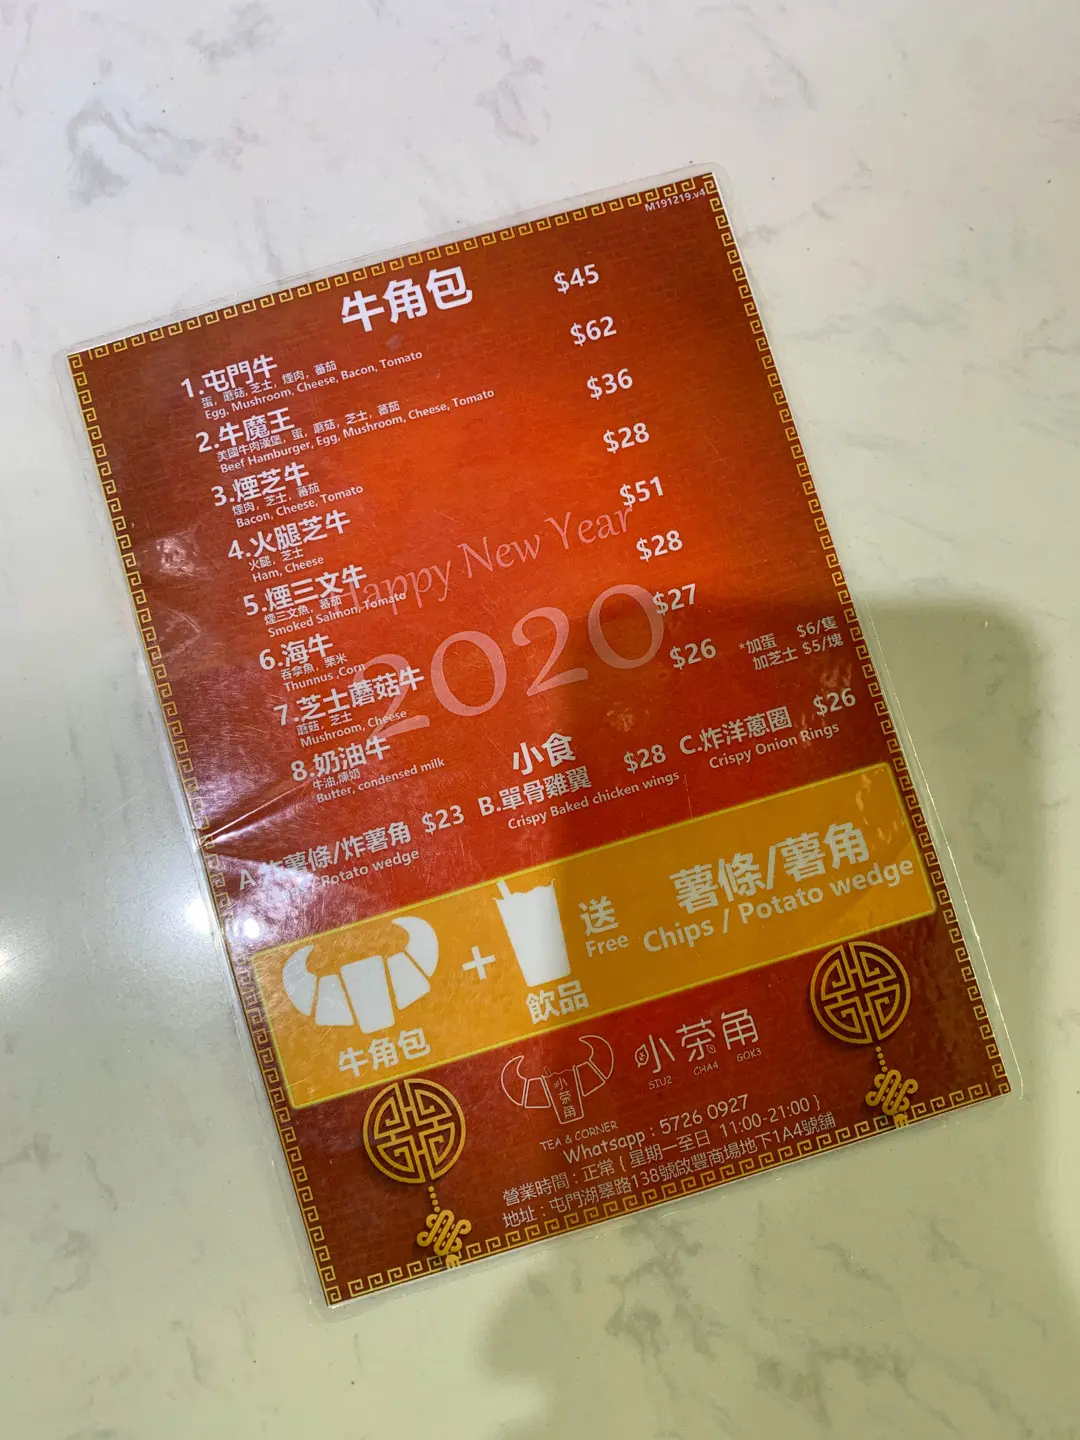 M191219.v4
牛角包
1.屯門牛 $45
蛋，蘑菇，芝士，煙肉，蕃茄
Egg, Mushroom, Cheese, Bacon, Tomato
2.牛魔王 $62
美國牛肉漢堡，蛋，蘑菇，芝士，蕃茄
Beef Hamburger, Egg, Mushroom, Cheese, Tomato
3.煙芝牛 $36
煙肉，芝士，蕃茄
Bacon, Cheese, Tomato
4.火腿芝牛 $28
火腿，芝士
Ham, Cheese
5.煙三文牛 $51
煙三文魚，蕃茄
Smoked Salmon, Tomato
6.海牛 $28
吞拿魚，粟米
Thunnus ,Corn
7.芝士蘑菇牛 $27
蘑菇，芝士
Mushroom, Cheese
8.奶油牛 $26
牛油,煉奶
Butter, condensed milk
*加蛋 $6/隻
加芝士 $5/塊
Happy New Year
2020
小食
A.炸薯條/炸薯角 $23
Potato wedge
B.單骨雞翼 $28
Crispy Baked chicken wings
C.炸洋蔥圈 $26
Crispy Onion Rings
牛角包
+
飲品
送
Free
薯條/薯角
Chips / Potato wedge
小茶角
TEA & CORNER
小茶角
SIU2 CHA4 GOK3
Whatsapp : 5726 0927
營業時間 : 正常 { 星期一至日 11:00-21:00 }
地址 : 屯門湖翠路138號啟豐商場地下1A4號舖